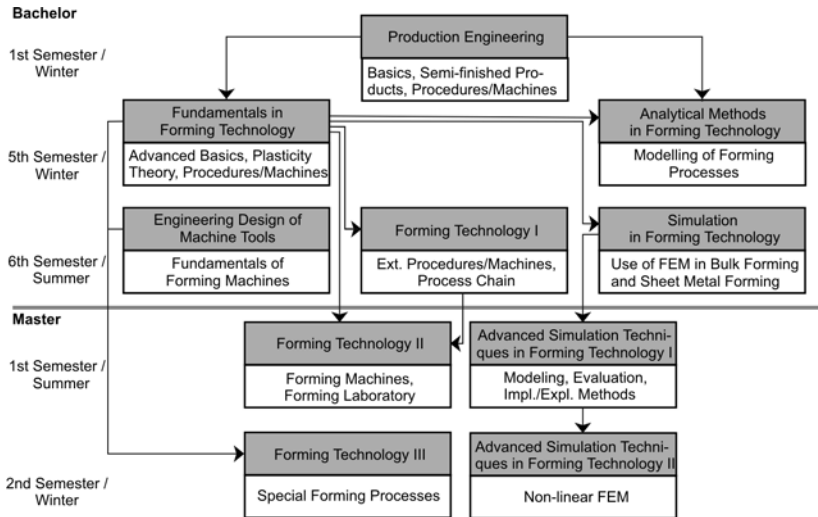 Bachelor
1st Semester /
Winter
Production Engineering
Basics, Semi-finished Pro-
ducts, Procedures/Machines
5th Semester /
Winter
Fundamentals in
Forming Technology
Advanced Basics, Plasticity
Theory, Procedures/Machines
Analytical Methods
in Forming Technology
Modelling of Forming
Processes
6th Semester /
Summer
Engineering Design of
Machine Tools
Fundamentals of
Forming Machines
Forming Technology I
Ext. Procedures/Machines,
Process Chain
Simulation
in Forming Technology
Use of FEM in Bulk Forming
and Sheet Metal Forming
Master
1st Semester /
Summer
Forming Technology II
Forming Machines,
Forming Laboratory
Advanced Simulation Techni-
ques in Forming Technology I
Modeling, Evaluation,
Impl./Expl. Methods
2nd Semester /
Winter
Forming Technology III
Special Forming Processes
Advanced Simulation Techni-
ques in Forming Technology II
Non-linear FEM